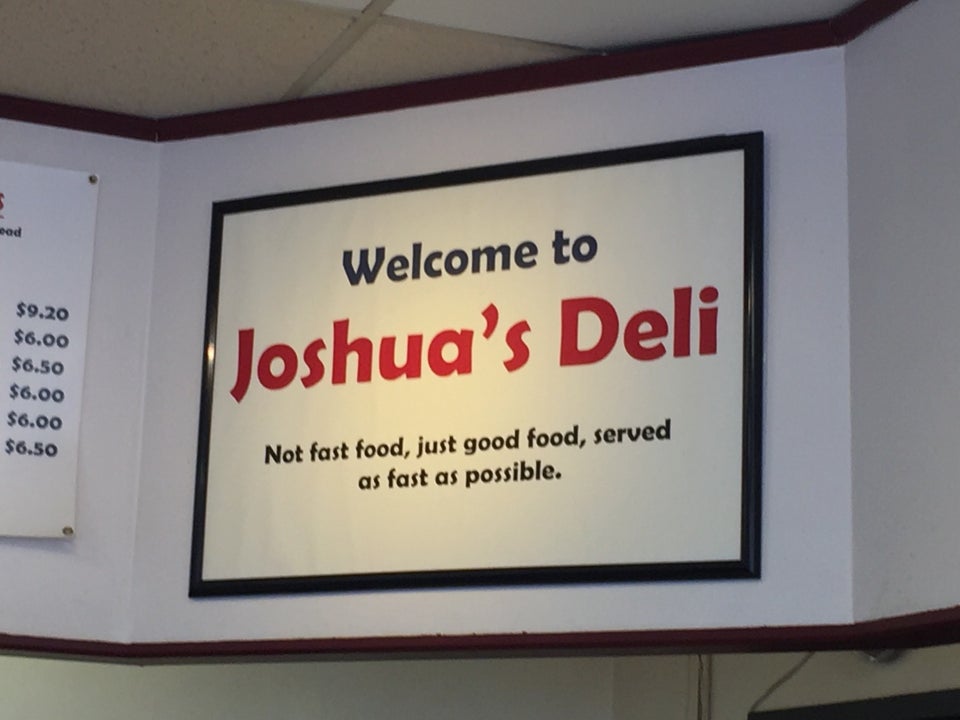 $9.20
$6.00
$6.50
$6.00
$6.00
$6.50
Welcome to
Joshua's Deli
Not fast food, just good food, served
as fast as possible.